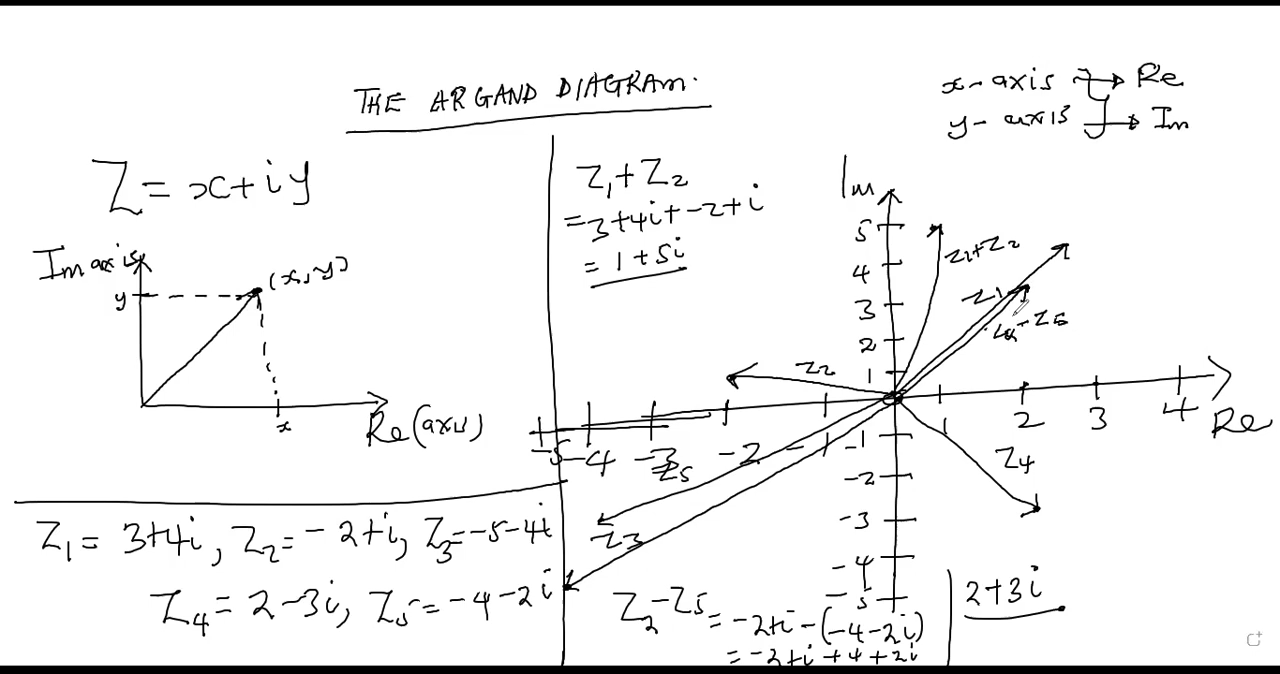 THE ARGAND DIAGRAM.
x-axis → Re
y-axis → Im
Z = x+iy
Im axis
y
(x,y)
x
Re(axis)
Z1+Z2
=3+4i+-2+i
= 1+5i
Im
5
4
3
2
1
-1
-2
-3
-4
-5
-5 -4 -3 -2 -1 1 2 3 4
Re
Z1+Z2
Z1
Z2
Z4
Z5
Z3
Z1= 3+4i, Z2=-2+i, Z3=-5-4i
Z4= 2-3i, Z5=-4-2i
Z2-Z5
=-2+i-(-4-2i)
=-2+i+4+2i
2+3i